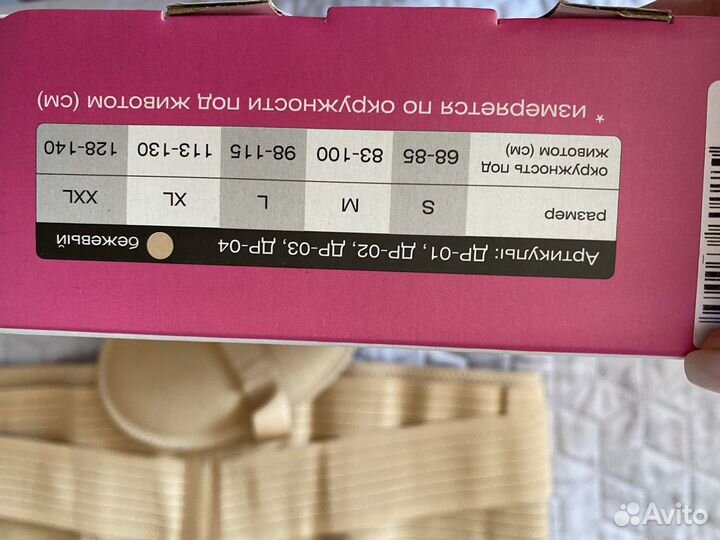 Артикулы: ДР-01, ДР-02, ДР-03, ДР-04 бежевый
размер S M L XL XXL
окружность под животом (см) 68-85 83-100 98-115 113-130 128-140
* измеряется по окружности под животом (см)
Avito